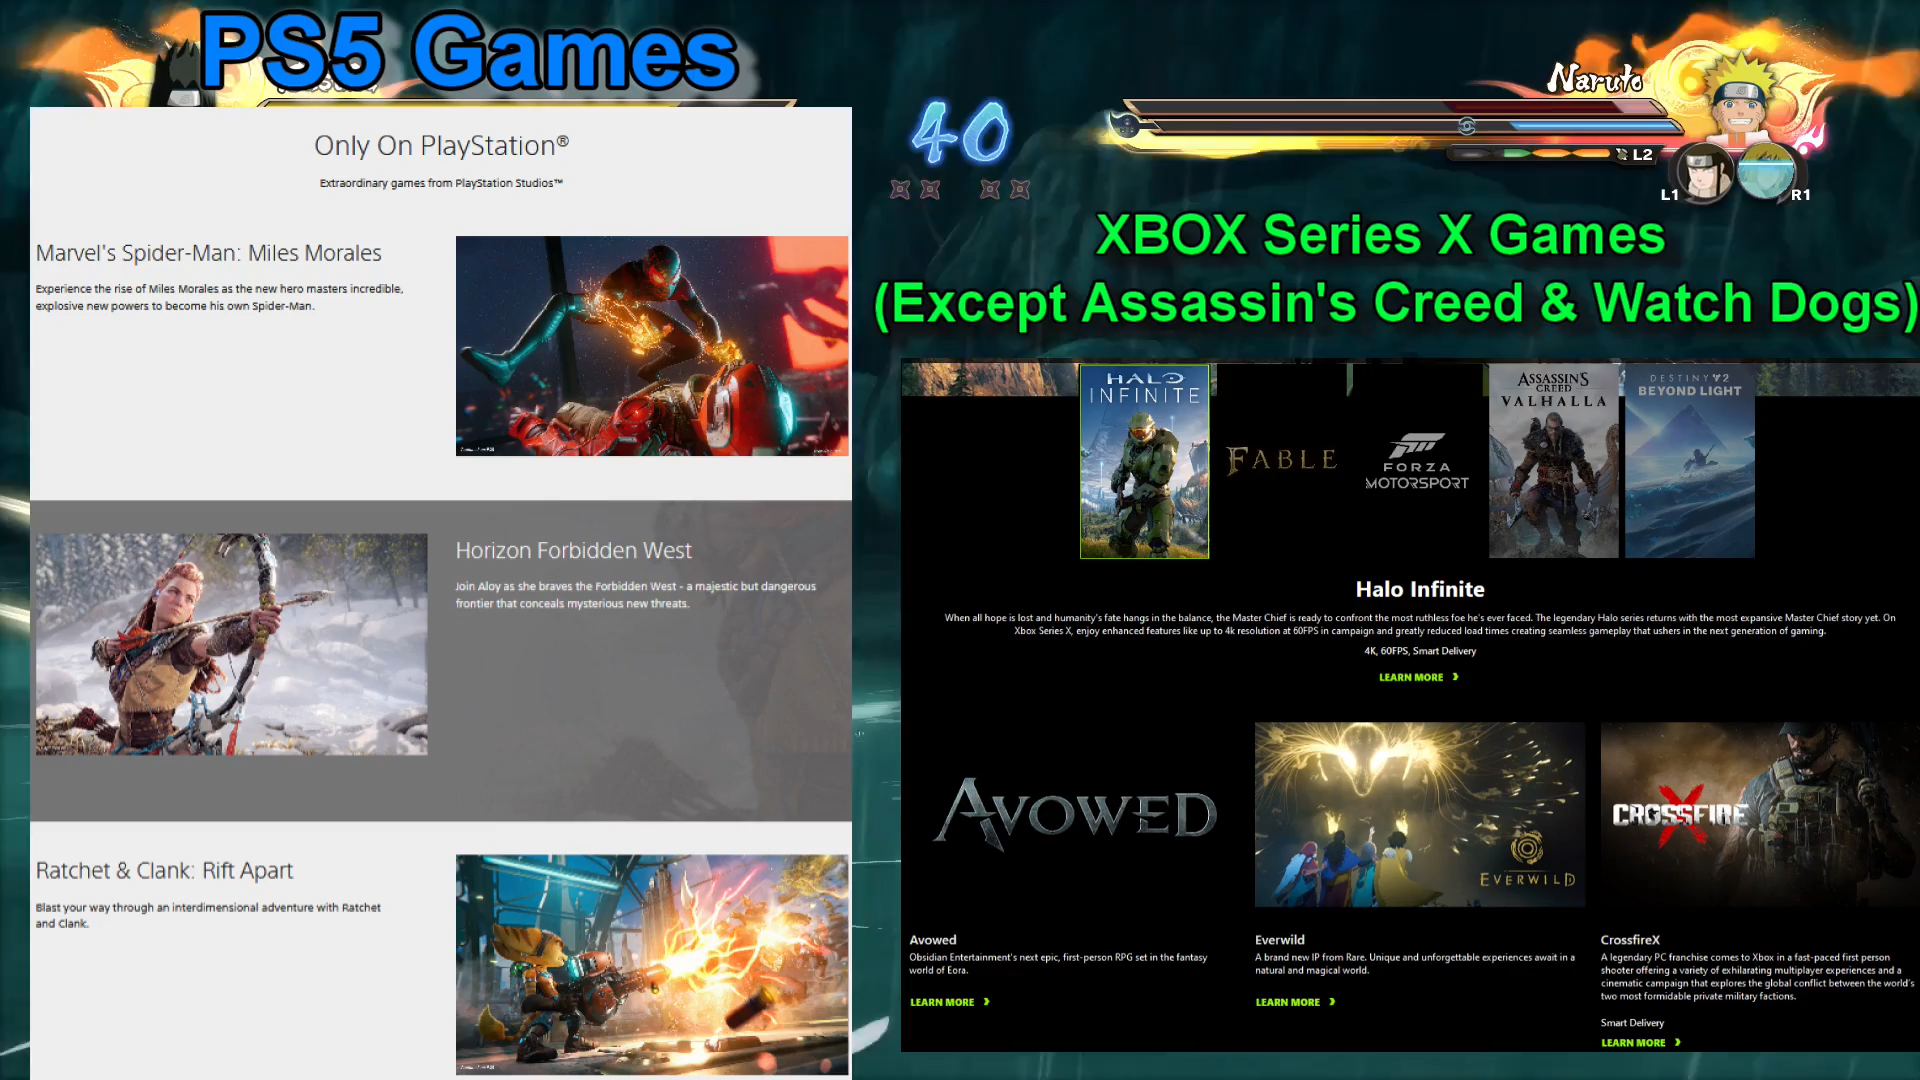 PS5 Games
Only On PlayStation®
Extraordinary games from PlayStation Studios™
Marvel's Spider-Man: Miles Morales
Experience the rise of Miles Morales as the new hero masters incredible,
explosive new powers to become his own Spider-Man.
Horizon Forbidden West
Join Aloy as she braves the Forbidden West - a majestic but dangerous
frontier that conceals mysterious new threats.
Ratchet & Clank: Rift Apart
Blast your way through an interdimensional adventure with Ratchet
and Clank.
40
Naruto
L2
L1
R1
XBOX Series X Games
(Except Assassin's Creed & Watch Dogs)
HALO
INFINITE
FABLE
FORZA
MOTORSPORT
ASSASSIN'S
CREED
VALHALLA
DESTINY 2
BEYOND LIGHT
Halo Infinite
When all hope is lost and humanity's fate hangs in the balance, the Master Chief is ready to confront the most ruthless foe he's ever faced. The legendary Halo series returns with the most expansive Master Chief story yet. On
Xbox Series X, enjoy enhanced features like up to 4k resolution at 60FPS in campaign and greatly reduced load times creating seamless gameplay that ushers in the next generation of gaming.
4K, 60FPS, Smart Delivery
LEARN MORE
AVOWED
EVERWILD
CROSSFIRE
X
Avowed
Obsidian Entertainment's next epic, first-person RPG set in the fantasy
world of Eora.
LEARN MORE
Everwild
A brand new IP from Rare. Unique and unforgettable experiences await in a
natural and magical world.
LEARN MORE
CrossfireX
A legendary PC franchise comes to Xbox in a fast-paced first person
shooter offering a variety of exhilarating multiplayer experiences and a
cinematic campaign that explores the global conflict between the world's
two most formidable private military factions.
Smart Delivery
LEARN MORE